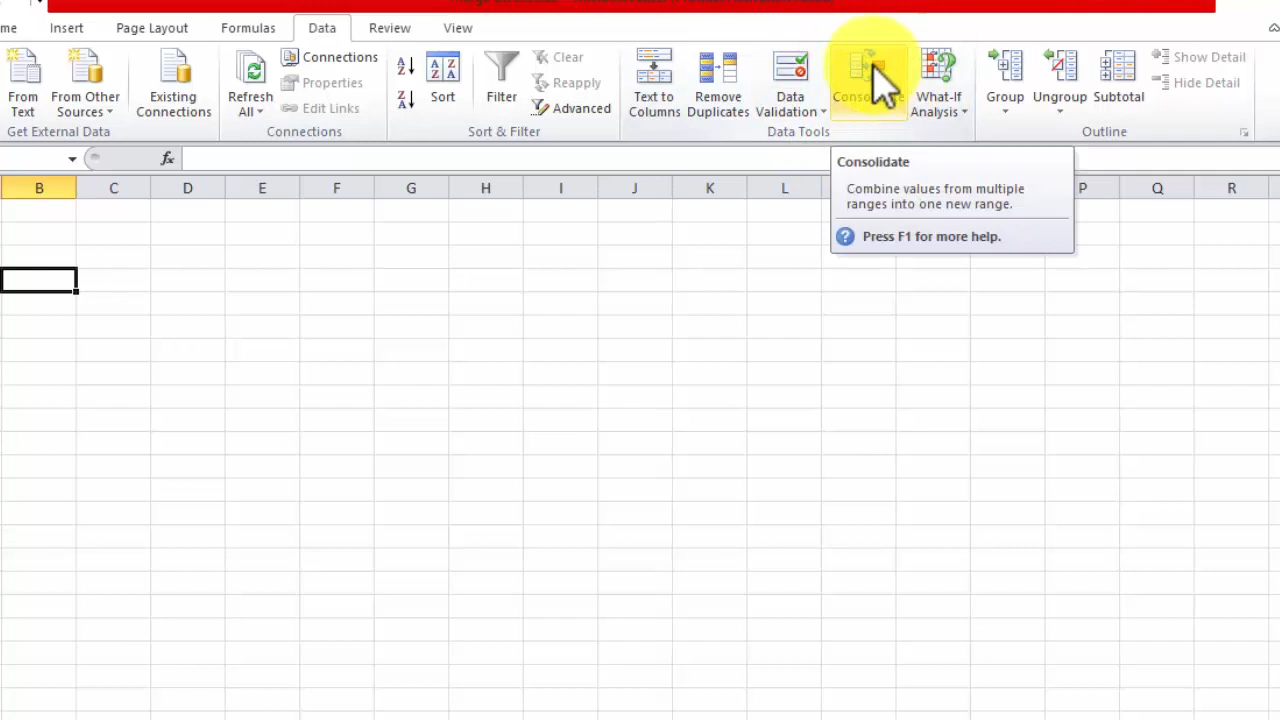 Insert Page Layout Formulas Data Review View
From Text
From Other Sources
Existing Connections
Refresh All
Connections
Properties
Edit Links
Sort
Filter
Clear
Reapply
Advanced
Text to Columns
Remove Duplicates
Data Validation
What-If Analysis
Group
Ungroup
Subtotal
Show Detail
Hide Detail
Get External Data
Connections
Sort & Filter
Data Tools
Outline
fx
Consolidate
Combine values from multiple
ranges into one new range.
Press F1 for more help.
B C D E F G H I J K L P Q R